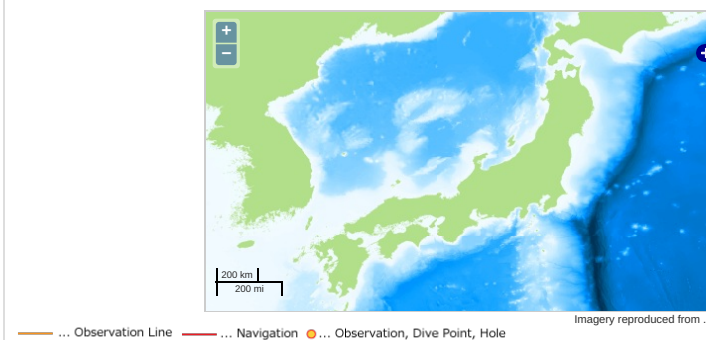 +
−
200 km
200 mi
Imagery reproduced from .
... Observation Line ... Navigation ... Observation, Dive Point, Hole